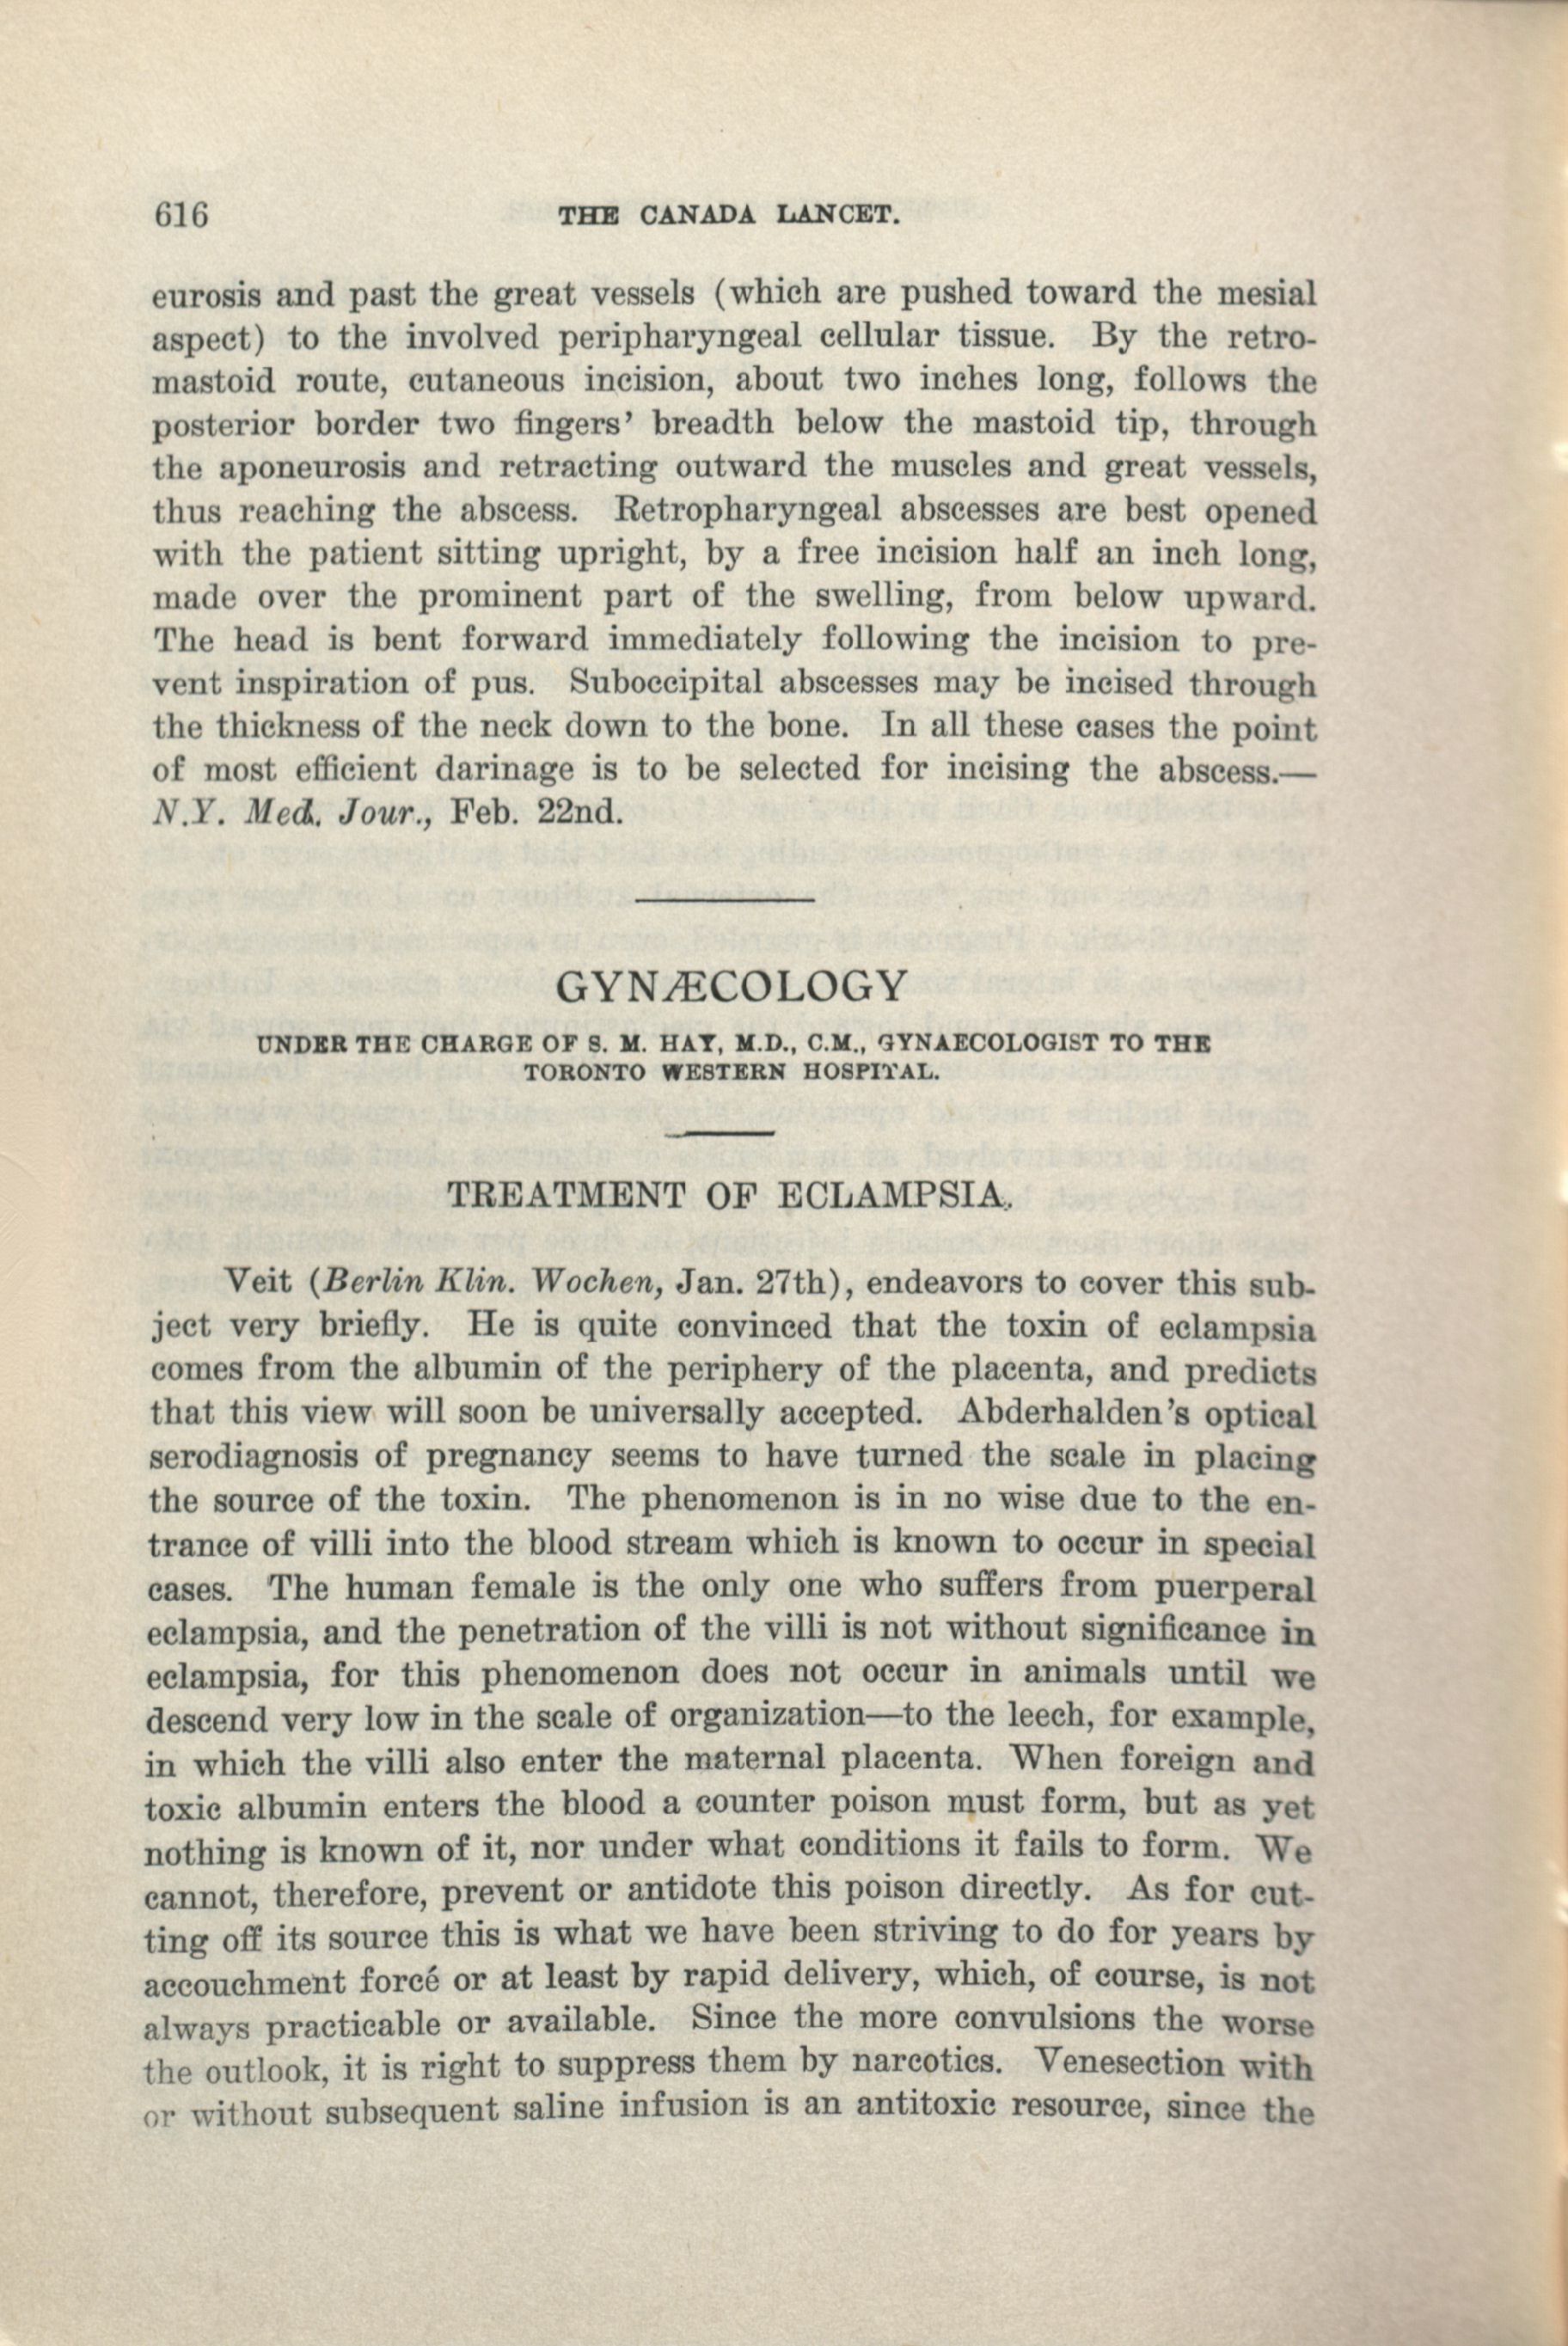 616
THE CANADA LANCET.
eurosis and past the great vessels (which are pushed toward the mesial
aspect) to the involved peripharyngeal cellular tissue. By the retro-
mastoid route, cutaneous incision, about two inches long, follows the
posterior border two fingers' breadth below the mastoid tip, through
the aponeurosis and retracting outward the muscles and great vessels,
thus reaching the abscess. Retropharyngeal abscesses are best opened
with the patient sitting upright, by a free incision half an inch long,
made over the prominent part of the swelling, from below upward.
The head is bent forward immediately following the incision to pre-
vent inspiration of pus. Suboccipital abscesses may be incised through
the thickness of the neck down to the bone. In all these cases the point
of most efficient darinage is to be selected for incising the abscess.—
N.Y. Med. Jour., Feb. 22nd.
GYNÆCOLOGY
UNDER THE CHARGE OF S. M. HAY, M.D., C.M., GYNAECOLOGIST TO THE
TORONTO WESTERN HOSPITAL.
TREATMENT OF ECLAMPSIA.
Veit (Berlin Klin. Wochen, Jan. 27th), endeavors to cover this sub-
ject very briefly. He is quite convinced that the toxin of eclampsia
comes from the albumin of the periphery of the placenta, and predicts
that this view will soon be universally accepted. Abderhalden's optical
serodiagnosis of pregnancy seems to have turned the scale in placing
the source of the toxin. The phenomenon is in no wise due to the en-
trance of villi into the blood stream which is known to occur in special
cases. The human female is the only one who suffers from puerperal
eclampsia, and the penetration of the villi is not without significance in
eclampsia, for this phenomenon does not occur in animals until we
descend very low in the scale of organization—to the leech, for example,
in which the villi also enter the maternal placenta. When foreign and
toxic albumin enters the blood a counter poison must form, but as yet
nothing is known of it, nor under what conditions it fails to form. We
cannot, therefore, prevent or antidote this poison directly. As for cut-
ting off its source this is what we have been striving to do for years by
accouchment forcé or at least by rapid delivery, which, of course, is not
always practicable or available. Since the more convulsions the worse
the outlook, it is right to suppress them by narcotics. Venesection with
or without subsequent saline infusion is an antitoxic resource, since the